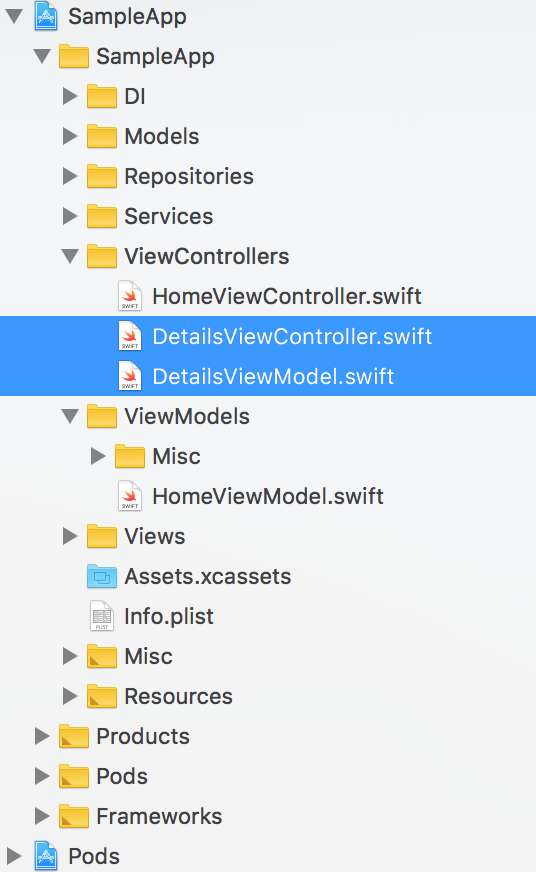 SampleApp
SampleApp
DI
Models
Repositories
Services
ViewControllers
HomeViewController.swift
DetailsViewController.swift
DetailsViewModel.swift
ViewModels
Misc
HomeViewModel.swift
Views
Assets.xcassets
Info.plist
Misc
Resources
Products
Pods
Frameworks
Pods